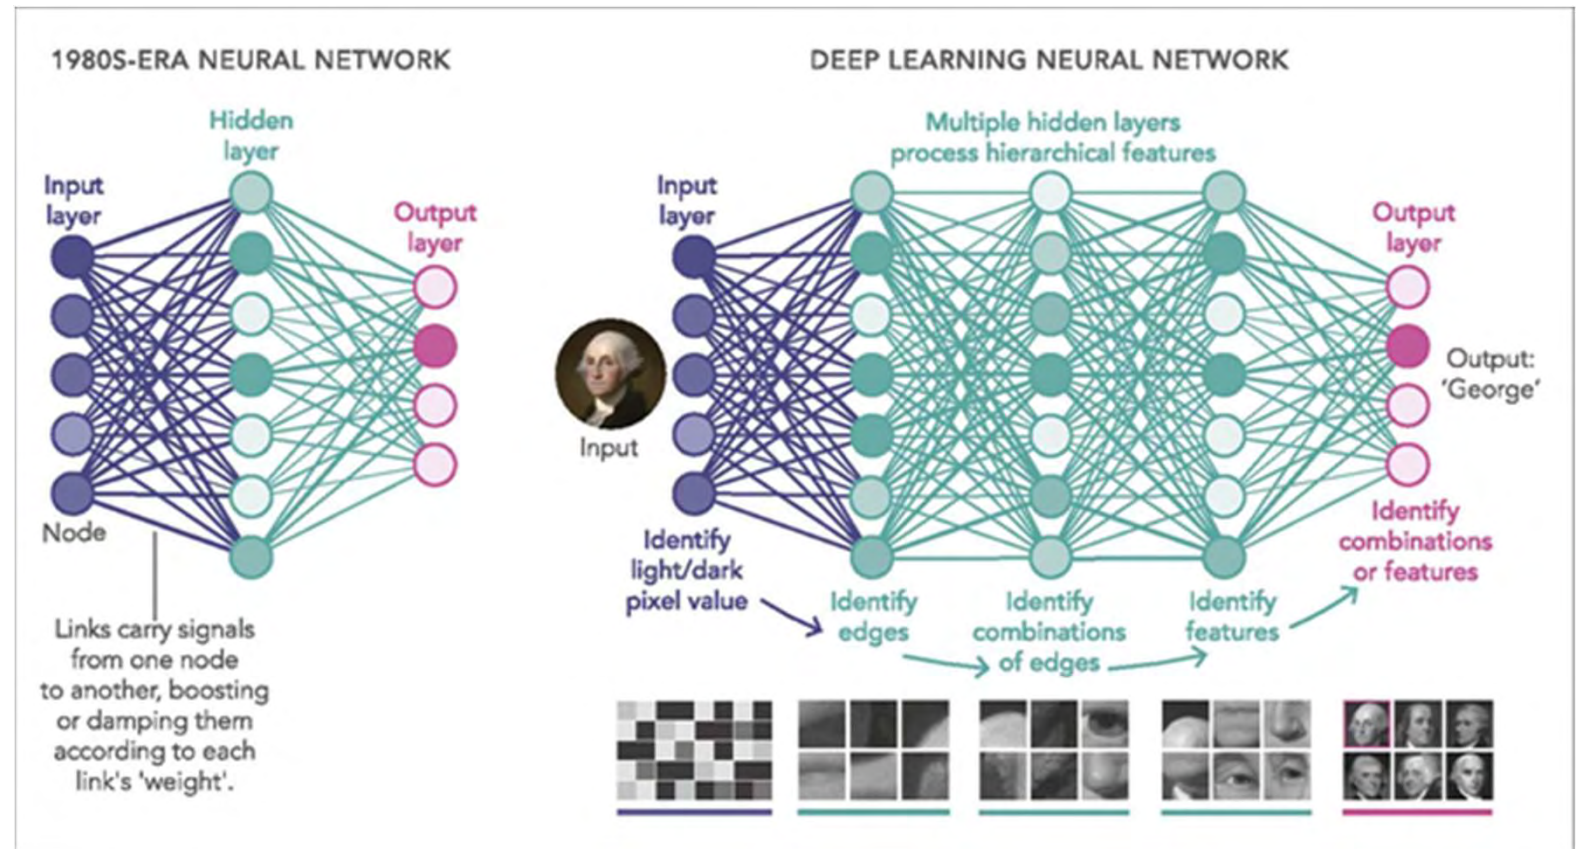 1980S-ERA NEURAL NETWORK
Hidden
layer
Input
layer
Output
layer
Node
Links carry signals
from one node
to another, boosting
or damping them
according to each
link's 'weight'.
DEEP LEARNING NEURAL NETWORK
Multiple hidden layers
process hierarchical features
Input
layer
Output
layer
Input
Output:
'George'
Identify
light/dark
pixel value
Identify
edges
Identify
combinations
of edges
Identify
features
Identify
combinations
or features